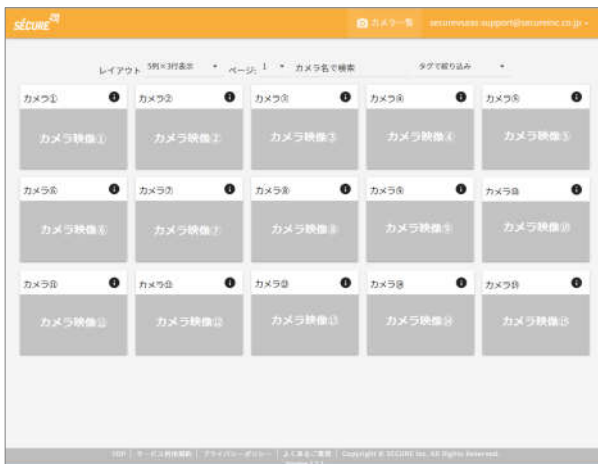 SECURE
カメラ一覧 securevsaas-support@secureinc.co.jp
レイアウト 5列×3行表示 ページ: 1 カメラ名で検索 タグで絞り込み
カメラ① カメラ② カメラ③ カメラ④ カメラ⑤
カメラ映像① カメラ映像② カメラ映像③ カメラ映像④ カメラ映像⑤
カメラ⑥ カメラ⑦ カメラ⑧ カメラ⑨ カメラ⑩
カメラ映像⑥ カメラ映像⑦ カメラ映像⑧ カメラ映像⑨ カメラ映像⑩
カメラ⑪ カメラ⑫ カメラ⑬ カメラ⑭ カメラ⑮
カメラ映像⑪ カメラ映像⑫ カメラ映像⑬ カメラ映像⑭ カメラ映像⑮
TOP | サービス利用規約 | プライバシーポリシー | よくあるご質問 | Copyright © SECURE Inc. All Rights Reserved.